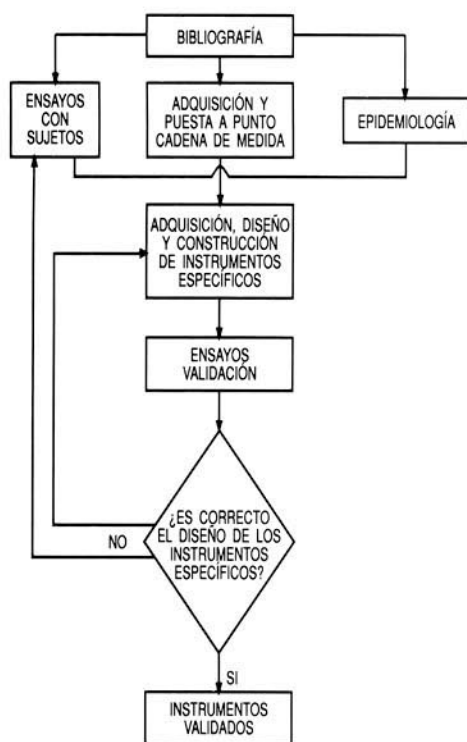 BIBLIOGRAFÍA
ENSAYOS
CON
SUJETOS
ADQUISICIÓN Y
PUESTA A PUNTO
CADENA DE MEDIDA
EPIDEMIOLOGÍA
ADQUISICIÓN, DISEÑO
Y CONSTRUCCIÓN
DE INSTRUMENTOS
ESPECÍFICOS
ENSAYOS
VALIDACIÓN
¿ES CORRECTO
EL DISEÑO DE LOS
INSTRUMENTOS
ESPECÍFICOS?
NO
SI
INSTRUMENTOS
VALIDADOS